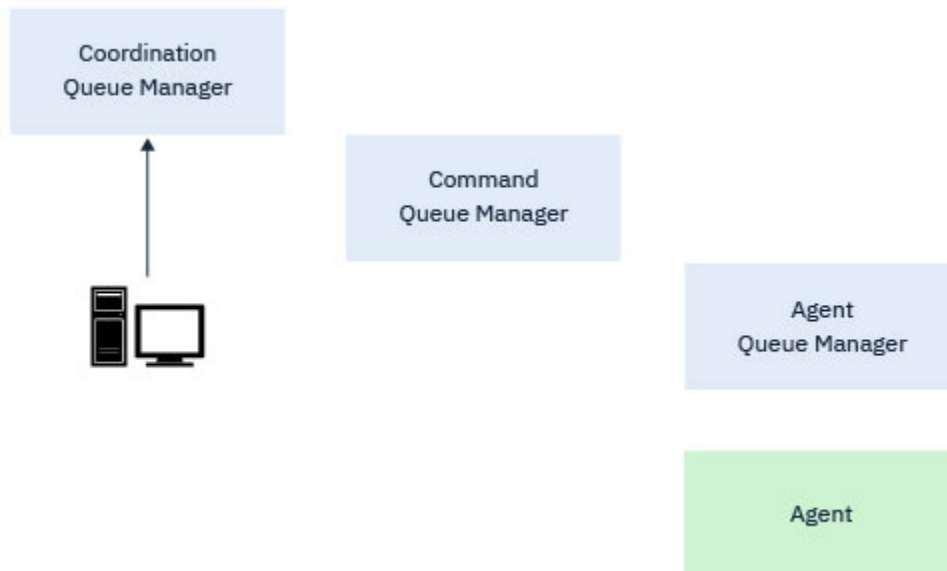 Coordination
Queue Manager
Command
Queue Manager
Agent
Queue Manager
Agent